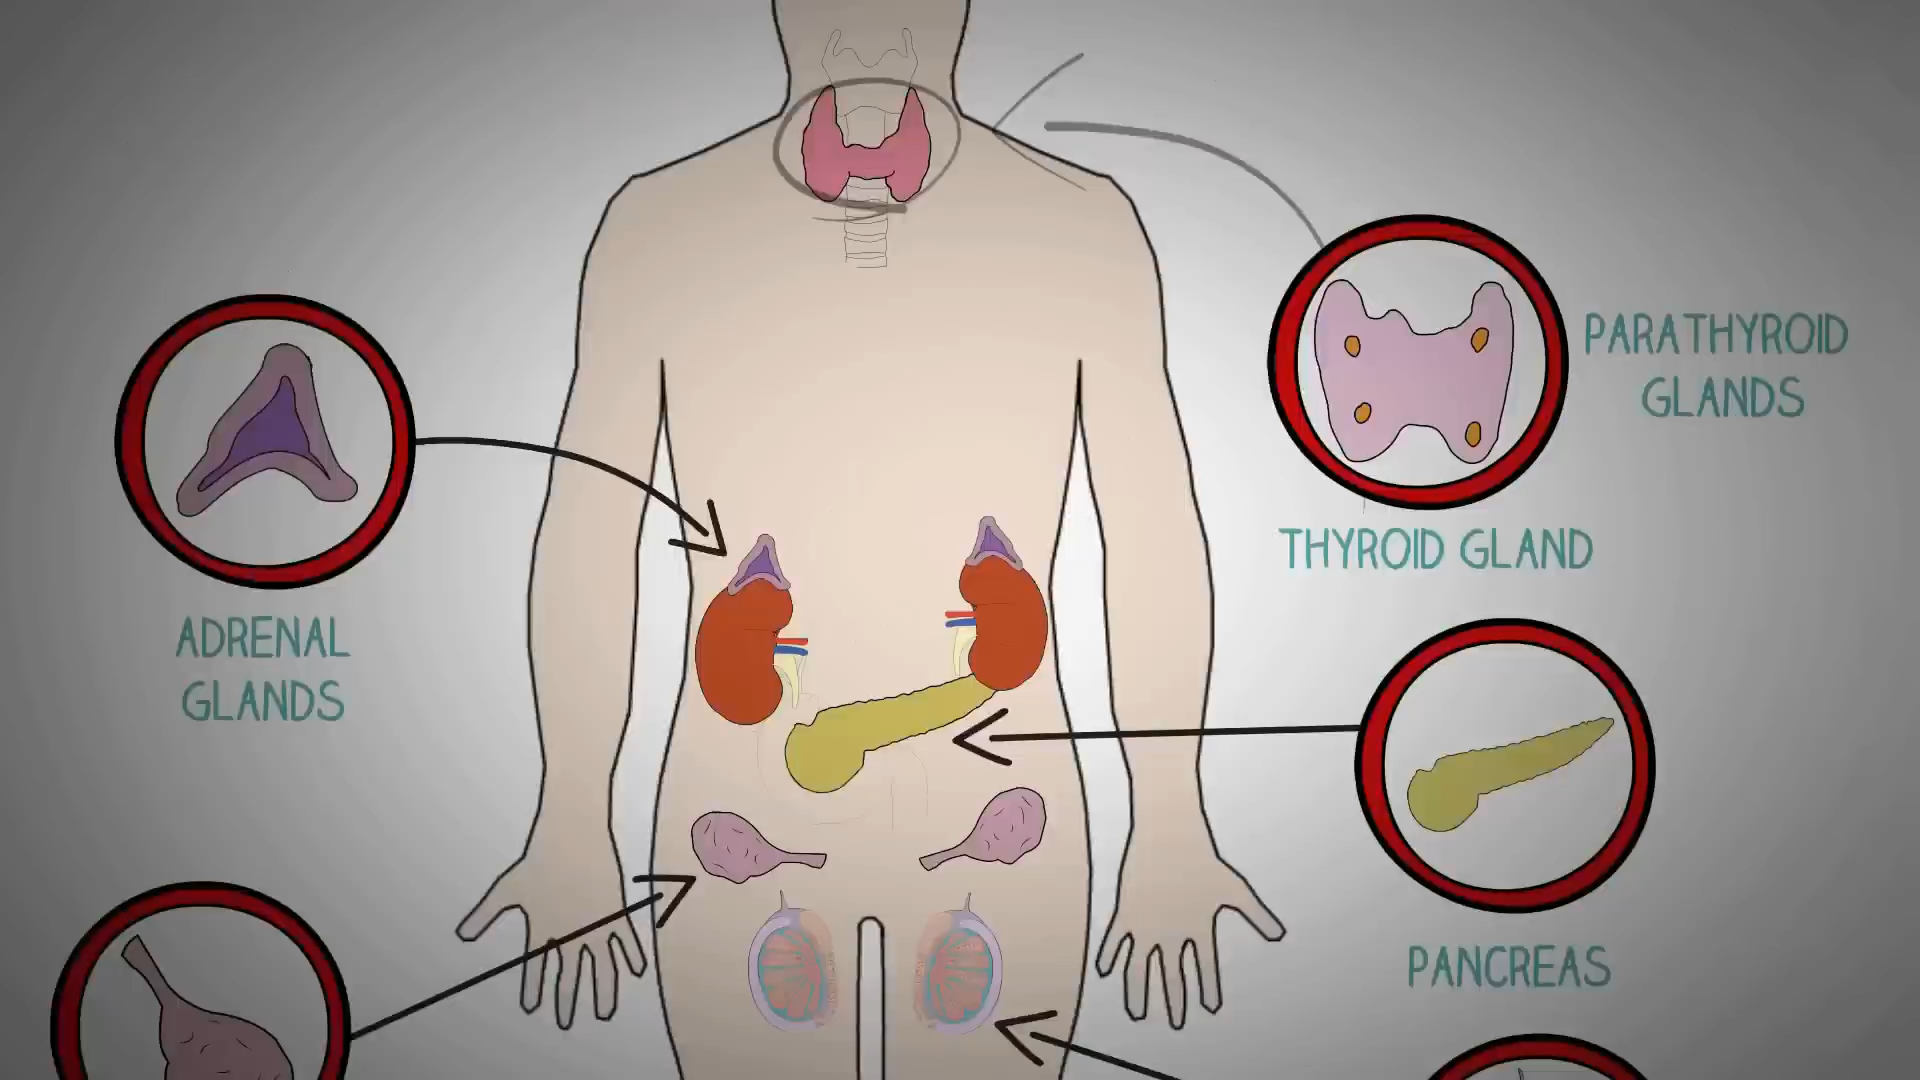 PARATHYROID
GLANDS
THYROID GLAND
ADRENAL
GLANDS
PANCREAS